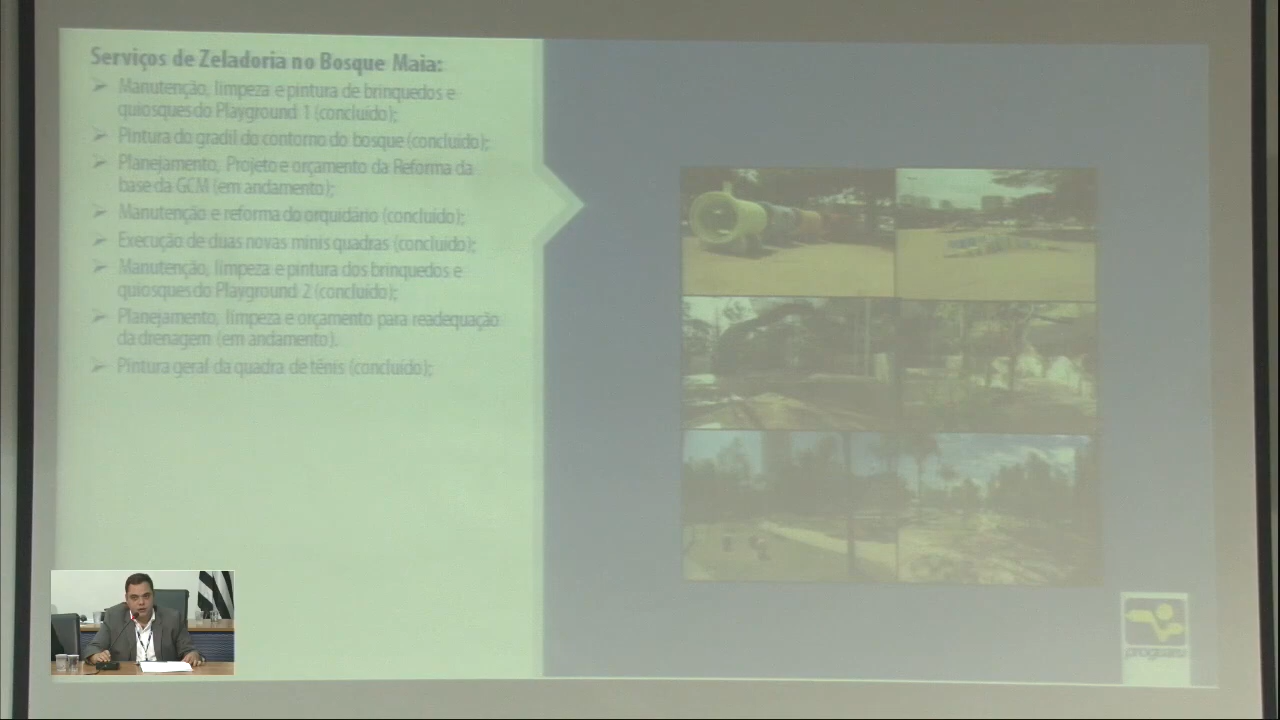 Serviços de Zeladoria no Bosque Maia:
Manutenção, limpeza e pintura de brinquedos e
quiosques do Playground 1 (concluído);
Pintura do gradil do contorno do bosque (concluído);
Planejamento, Projeto e orçamento da Reforma da
base da GCM (em andamento);
Manutenção e reforma do orquidário (concluído);
Execução de duas novas minis quadras (concluído);
Manutenção, limpeza e pintura dos brinquedos e
quiosques do Playground 2 (concluído);
Planejamento, limpeza e orçamento para readequação
da drenagem (em andamento).
Pintura geral da quadra de tênis (concluído);
proguaru